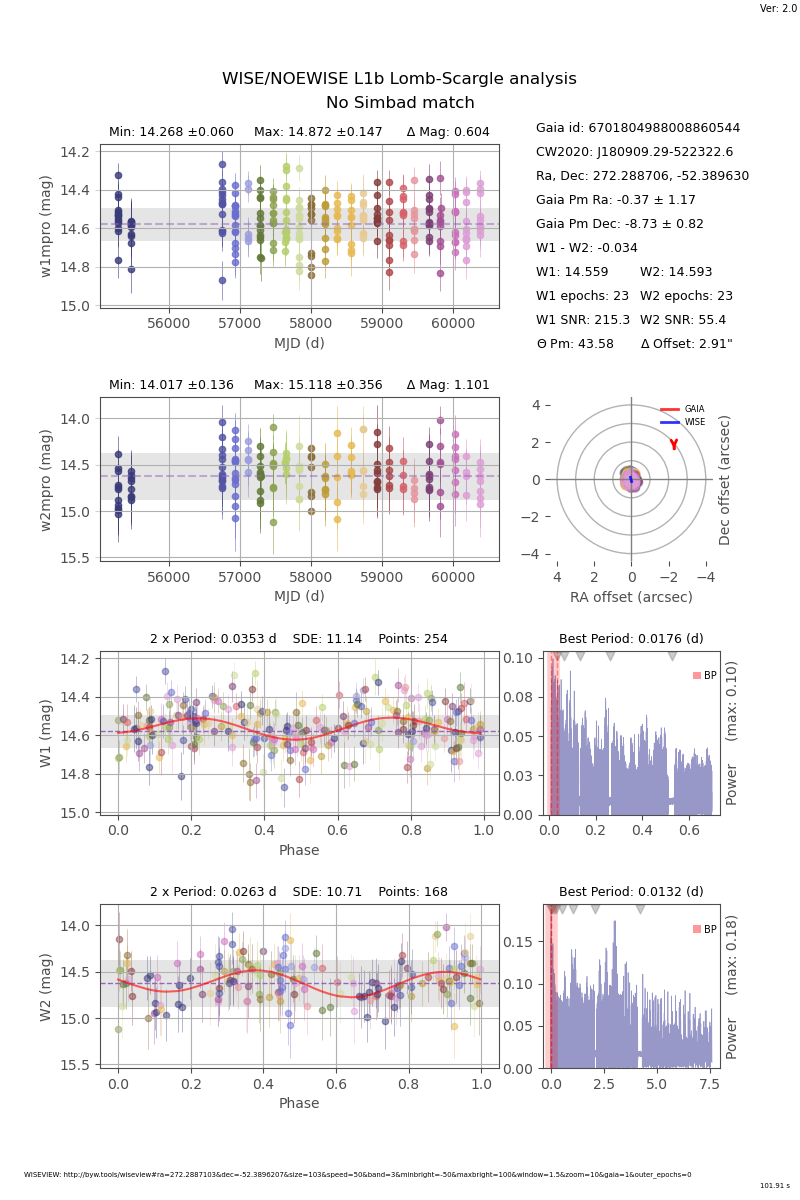 Ver: 2.0
WISE/NOEWISE L1b Lomb-Scargle analysis
No Simbad match
Min: 14.268 ±0.060 Max: 14.872 ±0.147 Δ Mag: 0.604
14.2
14.4
14.6
14.8
15.0
w1mpro (mag)
56000 57000 58000 59000 60000
MJD (d)
Gaia id: 6701804988008860544
CW2020: J180909.29-522322.6
Ra, Dec: 272.288706, -52.389630
Gaia Pm Ra: -0.37 ± 1.17
Gaia Pm Dec: -8.73 ± 0.82
W1 - W2: -0.034
W1: 14.559 W2: 14.593
W1 epochs: 23 W2 epochs: 23
W1 SNR: 215.3 W2 SNR: 55.4
Θ Pm: 43.58 Δ Offset: 2.91"
Min: 14.017 ±0.136 Max: 15.118 ±0.356 Δ Mag: 1.101
14.0
14.5
15.0
15.5
w2mpro (mag)
56000 57000 58000 59000 60000
MJD (d)
GAIA
WISE
4
2
0
−2
−4
4 2 0 −2 −4
RA offset (arcsec)
Dec offset (arcsec)
2 x Period: 0.0353 d SDE: 11.14 Points: 254
14.2
14.4
14.6
14.8
15.0
W1 (mag)
0.0 0.2 0.4 0.6 0.8 1.0
Phase
Best Period: 0.0176 (d)
BP
0.10
0.08
0.05
0.03
0.00
0.0 0.2 0.4 0.6
Power (max: 0.10)
2 x Period: 0.0263 d SDE: 10.71 Points: 168
14.0
14.5
15.0
15.5
W2 (mag)
0.0 0.2 0.4 0.6 0.8 1.0
Phase
Best Period: 0.0132 (d)
BP
0.15
0.10
0.05
0.00
0.0 2.5 5.0 7.5
Power (max: 0.18)
WISEVIEW: http://byw.tools/wiseview#ra=272.2887103&dec=-52.3896207&size=103&speed=50&band=3&minbright=-50&maxbright=100&window=1.5&zoom=10&gaia=1&outer_epochs=0
101.91 s